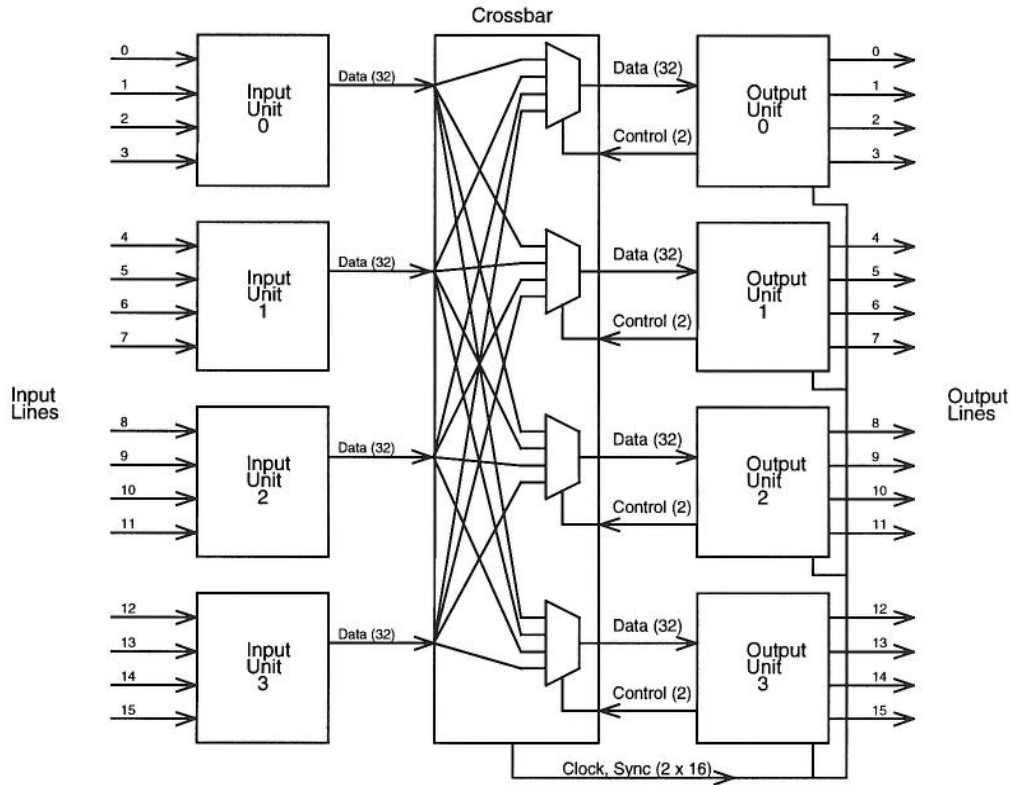 Crossbar
0
1
2
3
Input
Unit
0
Data (32)
Data (32)
Control (2)
Output
Unit
0
0
1
2
3
4
5
6
7
Input
Unit
1
Data (32)
Data (32)
Control (2)
Output
Unit
1
4
5
6
7
Input
Lines
Output
Lines
8
9
10
11
Input
Unit
2
Data (32)
Data (32)
Control (2)
Output
Unit
2
8
9
10
11
12
13
14
15
Input
Unit
3
Data (32)
Data (32)
Control (2)
Output
Unit
3
12
13
14
15
Clock, Sync (2 x 16)